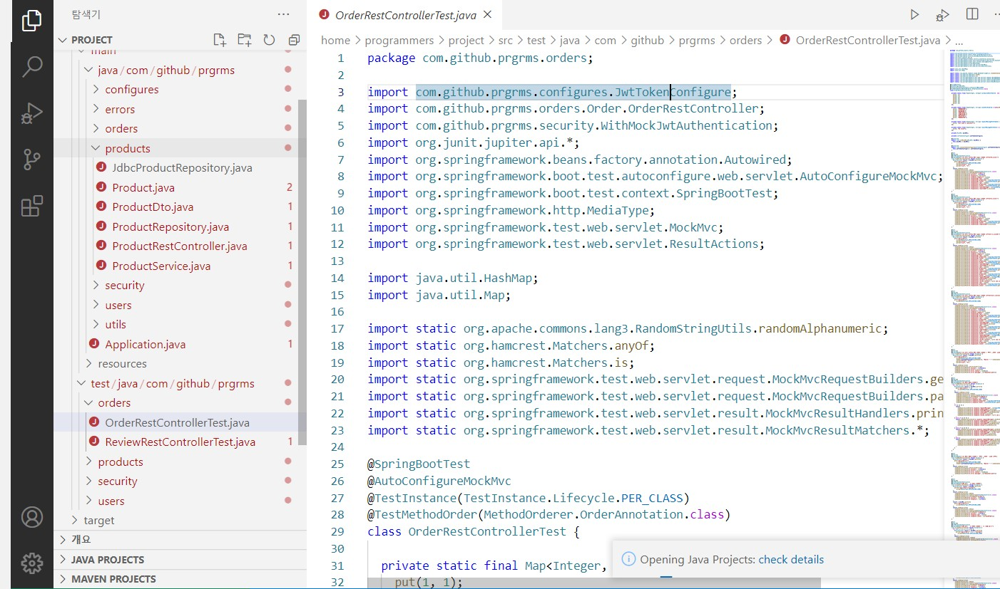 탐색기
PROJECT
main
java/com/github/prgrms
configures
errors
orders
products
JdbcProductRepository.java
Product.java 2
ProductDto.java 1
ProductRepository.java 1
ProductRestController.java 1
ProductService.java 1
security
users
utils
Application.java 1
resources
test/java/com/github/prgrms
orders
OrderRestControllerTest.java
ReviewRestControllerTest.java 1
products
security
users
target
개요
JAVA PROJECTS
MAVEN PROJECTS
OrderRestControllerTest.java
home > programmers > project > src > test > java > com > github > prgrms > orders > OrderRestControllerTest.java > ...
1 package com.github.prgrms.orders;
2
3 import com.github.prgrms.configures.JwtTokenConfigure;
4 import com.github.prgrms.orders.Order.OrderRestController;
5 import com.github.prgrms.security.WithMockJwtAuthentication;
6 import org.junit.jupiter.api.*;
7 import org.springframework.beans.factory.annotation.Autowired;
8 import org.springframework.boot.test.autoconfigure.web.servlet.AutoConfigureMockMvc;
9 import org.springframework.boot.test.context.SpringBootTest;
10 import org.springframework.http.MediaType;
11 import org.springframework.test.web.servlet.MockMvc;
12 import org.springframework.test.web.servlet.ResultActions;
13
14 import java.util.HashMap;
15 import java.util.Map;
16
17 import static org.apache.commons.lang3.RandomStringUtils.randomAlphanumeric;
18 import static org.hamcrest.Matchers.anyOf;
19 import static org.hamcrest.Matchers.is;
20 import static org.springframework.test.web.servlet.request.MockMvcRequestBuilders.ge
21 import static org.springframework.test.web.servlet.request.MockMvcRequestBuilders.pa
22 import static org.springframework.test.web.servlet.result.MockMvcResultHandlers.prin
23 import static org.springframework.test.web.servlet.result.MockMvcResultMatchers.*;
24
25 @SpringBootTest
26 @AutoConfigureMockMvc
27 @TestInstance(TestInstance.Lifecycle.PER_CLASS)
28 @TestMethodOrder(MethodOrderer.OrderAnnotation.class)
29 class OrderRestControllerTest {
30
31 private static final Map<Integer,
32 put(1, 1);
Opening Java Projects: check details